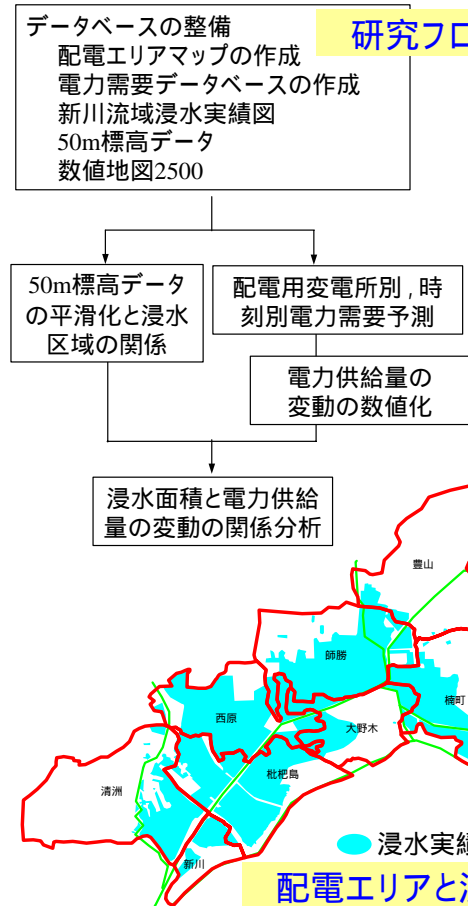 研究フロ
データベースの整備
配電エリアマップの作成
電力需要データベースの作成
新川流域浸水実績図
50m標高データ
数値地図2500
50m標高データ
の平滑化と浸水
区域の関係
配電用変電所別,時
刻別電力需要予測
電力供給量の
変動の数値化
浸水面積と電力供給
量の変動の関係分析
豊山
師勝
楠町
西原
大野木
枇杷島
清洲
新川
浸水実績
配電エリアと